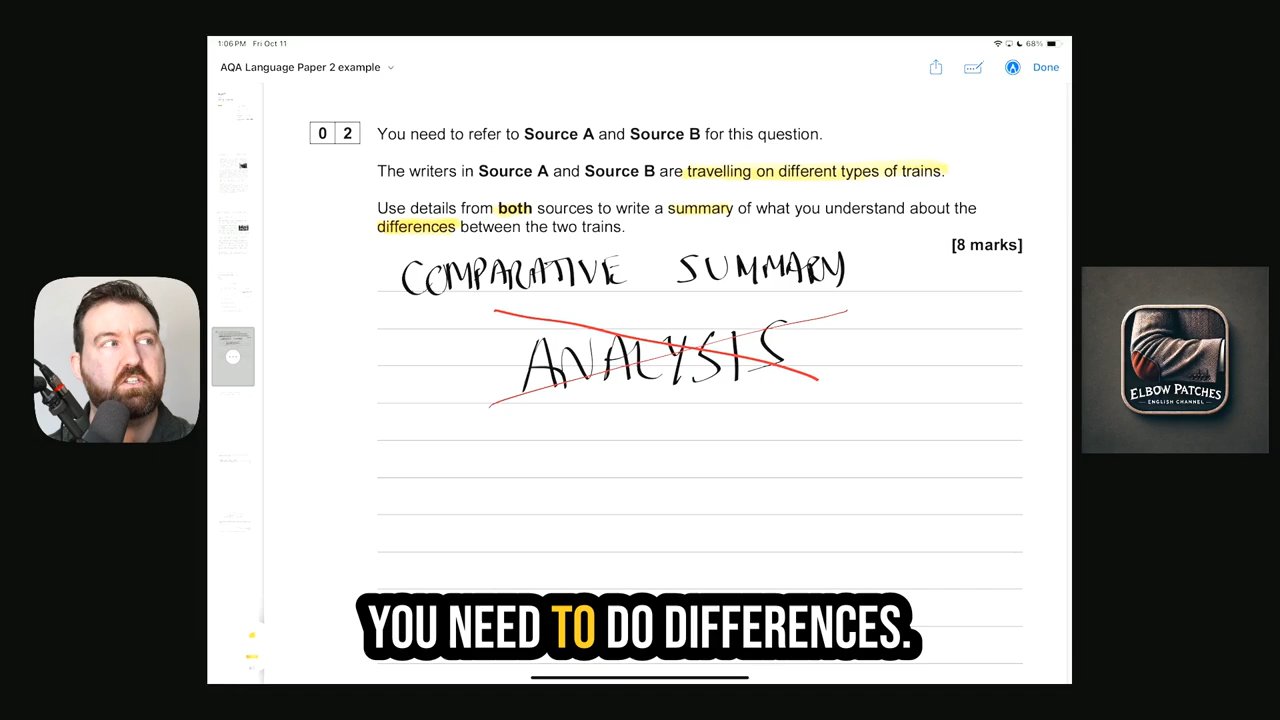 1:06 PM Fri Oct 11
68%
AQA Language Paper 2 example
Done
0 2
You need to refer to Source A and Source B for this question.
The writers in Source A and Source B are travelling on different types of trains.
Use details from both sources to write a summary of what you understand about the
differences between the two trains.
[8 marks]
COMPARATIVE SUMMARY
ANALYSIS
ELBOW PATCHES
ENGLISH CHANNEL
YOU NEED TO DO DIFFERENCES.